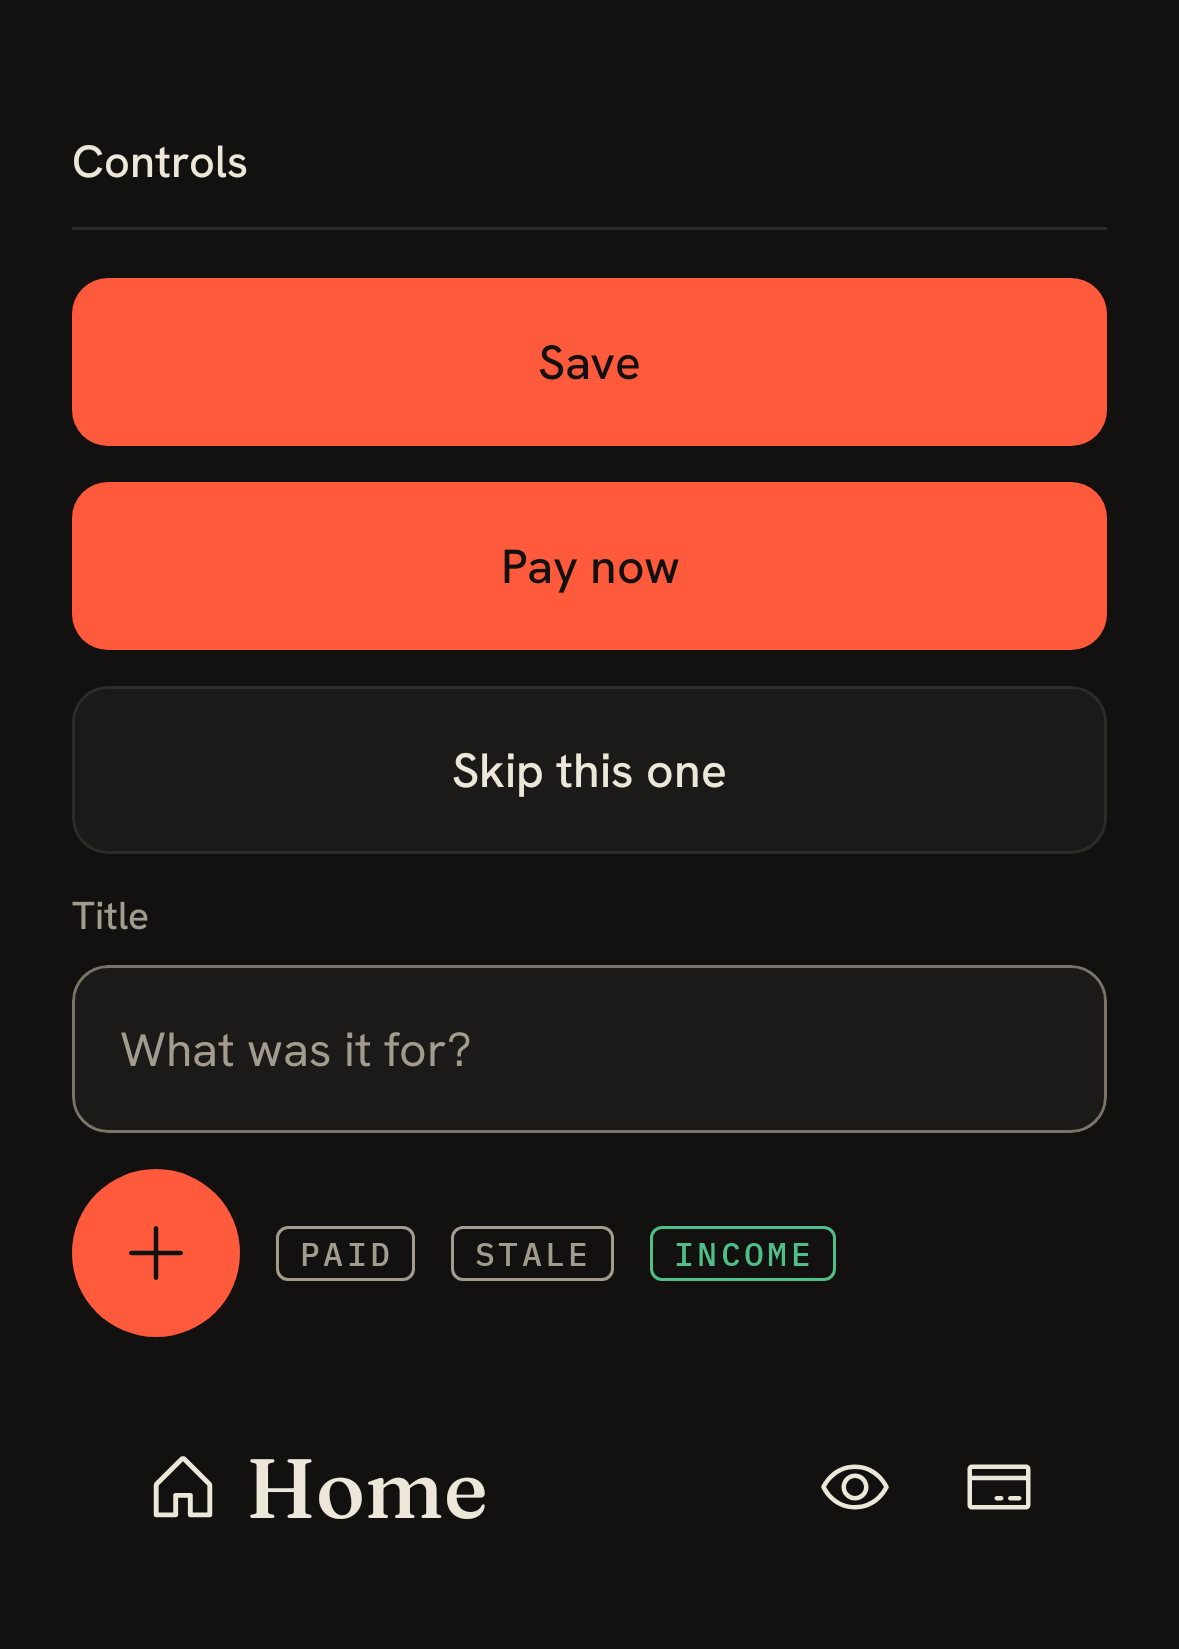 Controls
Save
Pay now
Skip this one
Title
What was it for?
PAID STALE INCOME
Home